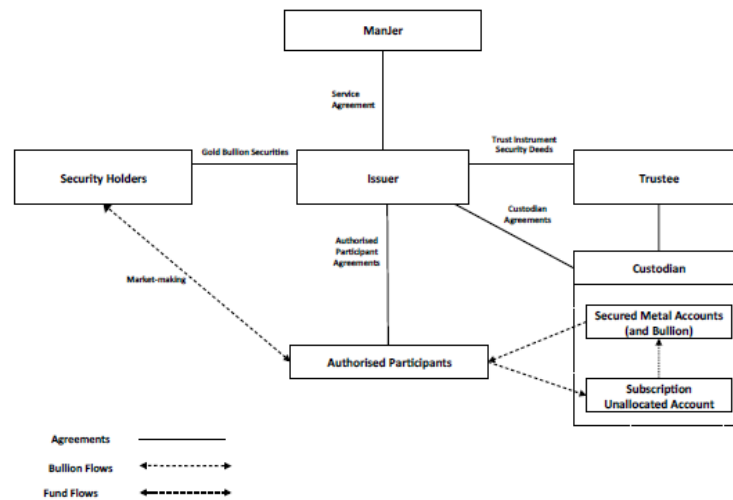 ManJer
Service
Agreement
Gold Bullion Securities
Trust Instrument
Security Deeds
Security Holders
Issuer
Trustee
Custodian
Agreements
Authorised
Participant
Agreements
Custodian
Market-making
Secured Metal Accounts
(and Bullion)
Authorised Participants
Subscription
Unallocated Account
Agreements
Bullion Flows
Fund Flows